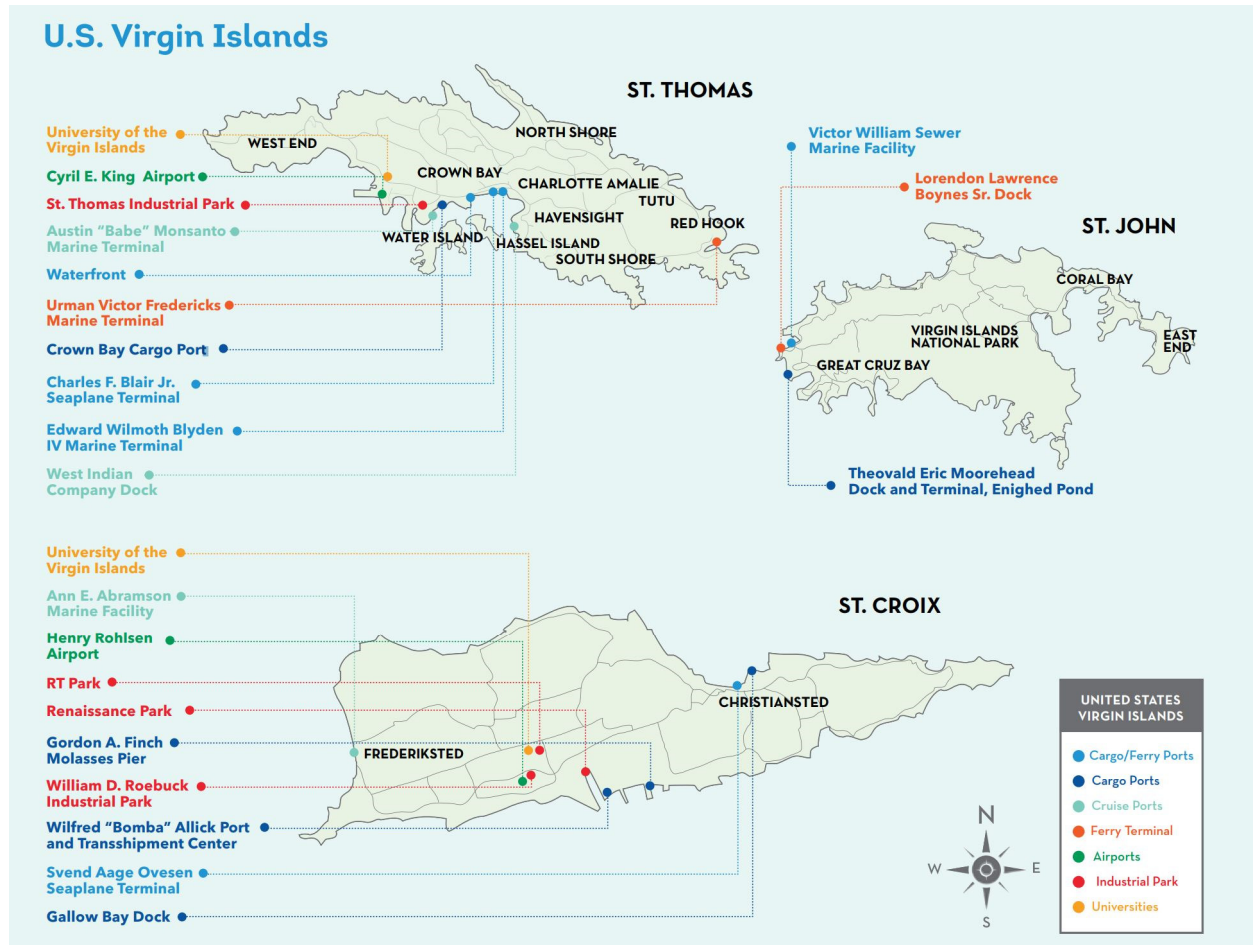 U.S. Virgin Islands
ST. THOMAS
University of the
Virgin Islands
Cyril E. King Airport
St. Thomas Industrial Park
Austin "Babe" Monsanto
Marine Terminal
Waterfront
Urman Victor Fredericks
Marine Terminal
Crown Bay Cargo Port
Charles F. Blair Jr.
Seaplane Terminal
Edward Wilmoth Blyden
IV Marine Terminal
West Indian
Company Dock
WEST END
NORTH SHORE
CROWN BAY
CHARLOTTE AMALIE
TUTU
HAVENSIGHT
RED HOOK
WATER ISLAND
HASSEL ISLAND
SOUTH SHORE
Victor William Sewer
Marine Facility
Lorendon Lawrence
Boynes Sr. Dock
ST. JOHN
CORAL BAY
VIRGIN ISLANDS
NATIONAL PARK
EAST
END
GREAT CRUZ BAY
Theovald Eric Moorehead
Dock and Terminal, Enighed Pond
University of the
Virgin Islands
Ann E. Abramson
Marine Facility
Henry Rohlsen
Airport
RT Park
Renaissance Park
Gordon A. Finch
Molasses Pier
William D. Roebuck
Industrial Park
Wilfred "Bomba" Allick Port
and Transshipment Center
Svend Aage Ovesen
Seaplane Terminal
Gallow Bay Dock
ST. CROIX
CHRISTIANSTED
FREDERIKSTED
N
W
E
S
UNITED STATES
VIRGIN ISLANDS
Cargo/Ferry Ports
Cargo Ports
Cruise Ports
Ferry Terminal
Airports
Industrial Park
Universities